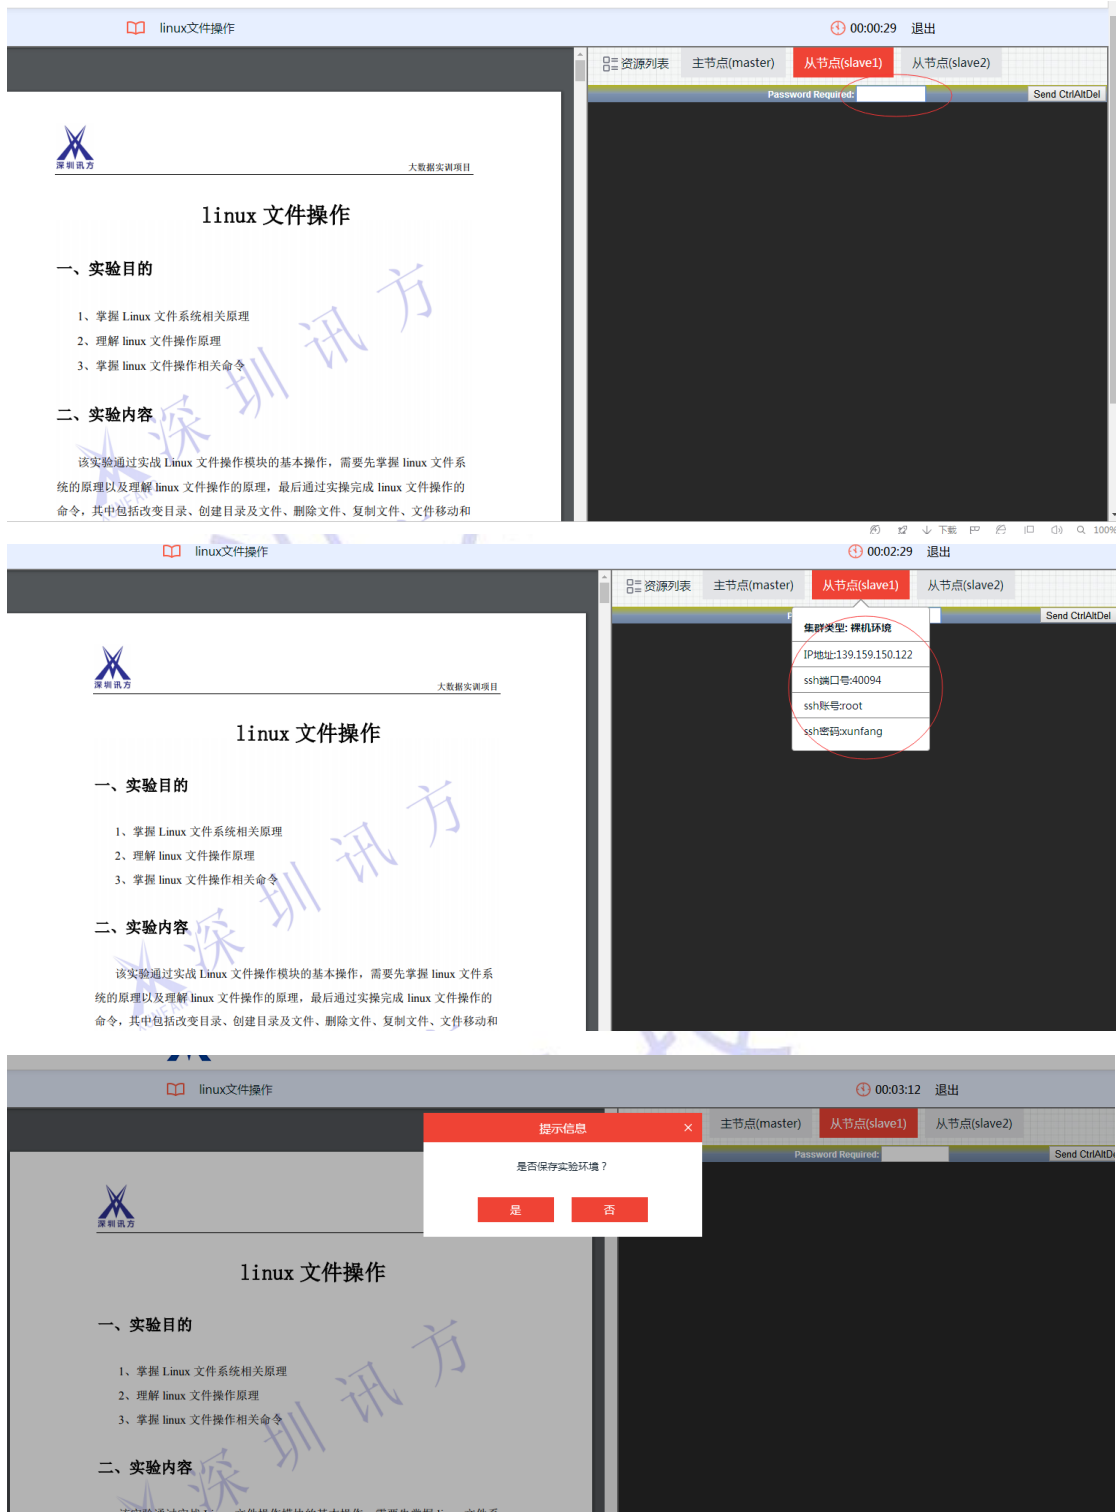 linux文件操作
00:00:29 退出
资源列表 主节点(master) 从节点(slave1) 从节点(slave2)
Password Required:
Send CtrlAltDel
深圳讯方
大数据实训项目
linux 文件操作
一、实验目的
1、掌握 Linux 文件系统相关原理
2、理解 linux 文件操作原理
3、掌握 linux 文件操作相关命令
二、实验内容
该实验通过实战 Linux 文件操作模块的基本操作，需要先掌握 linux 文件系
统的原理以及理解 linux 文件操作的原理，最后通过实操完成 linux 文件操作的
命令，其中包括改变目录、创建目录及文件、删除文件、复制文件、文件移动和
深圳讯方
下载
100%
linux文件操作
00:02:29 退出
资源列表 主节点(master) 从节点(slave1) 从节点(slave2)
Send CtrlAltDel
集群类型: 裸机环境
IP地址:139.159.150.122
ssh端口号:40094
ssh账号:root
ssh密码:xunfang
深圳讯方
大数据实训项目
linux 文件操作
一、实验目的
1、掌握 Linux 文件系统相关原理
2、理解 linux 文件操作原理
3、掌握 linux 文件操作相关命令
二、实验内容
该实验通过实战 Linux 文件操作模块的基本操作，需要先掌握 linux 文件系
统的原理以及理解 linux 文件操作的原理，最后通过实操完成 linux 文件操作的
命令，其中包括改变目录、创建目录及文件、删除文件、复制文件、文件移动和
深圳讯方
linux文件操作
00:03:12 退出
主节点(master) 从节点(slave1) 从节点(slave2)
Password Required:
Send CtrlAltDe
提示信息 ×
是否保存实验环境？
是 否
深圳讯方
linux 文件操作
一、实验目的
1、掌握 Linux 文件系统相关原理
2、理解 linux 文件操作原理
3、掌握 linux 文件操作相关命令
二、实验内容
深圳讯方